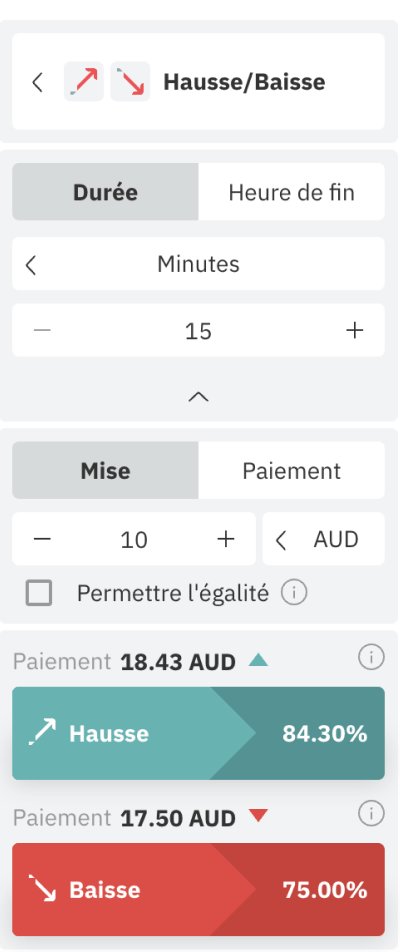 Hausse/Baisse
Durée Heure de fin
Minutes
15
Mise Paiement
10 AUD
Permettre l'égalité
Paiement 18.43 AUD
Hausse 84.30%
Paiement 17.50 AUD
Baisse 75.00%